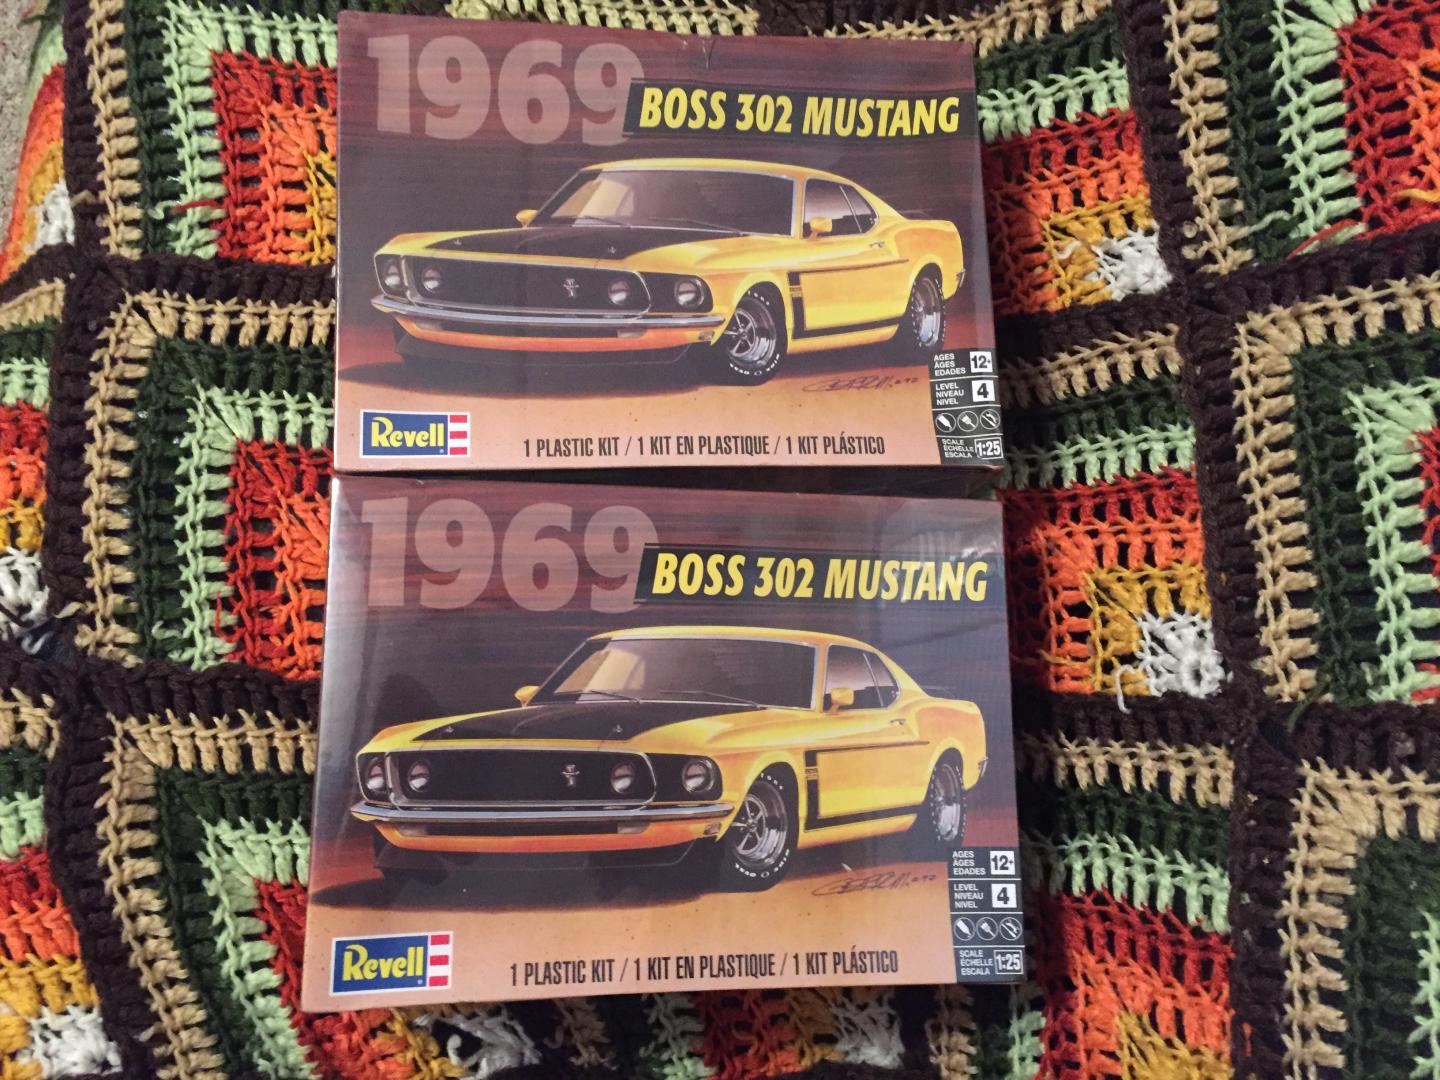 1969
BOSS 302 MUSTANG
AGES
ÂGES
EDADES
12+
LEVEL
NIVEAU
NIVEL
4
Revell
1 PLASTIC KIT / 1 KIT EN PLASTIQUE / 1 KIT PLÁSTICO
SCALE
ÉCHELLE
ESCALA
1:25
1969
BOSS 302 MUSTANG
AGES
ÂGES
EDADES
12+
LEVEL
NIVEAU
NIVEL
4
Revell
1 PLASTIC KIT / 1 KIT EN PLASTIQUE / 1 KIT PLÁSTICO
SCALE
ÉCHELLE
ESCALA
1:25